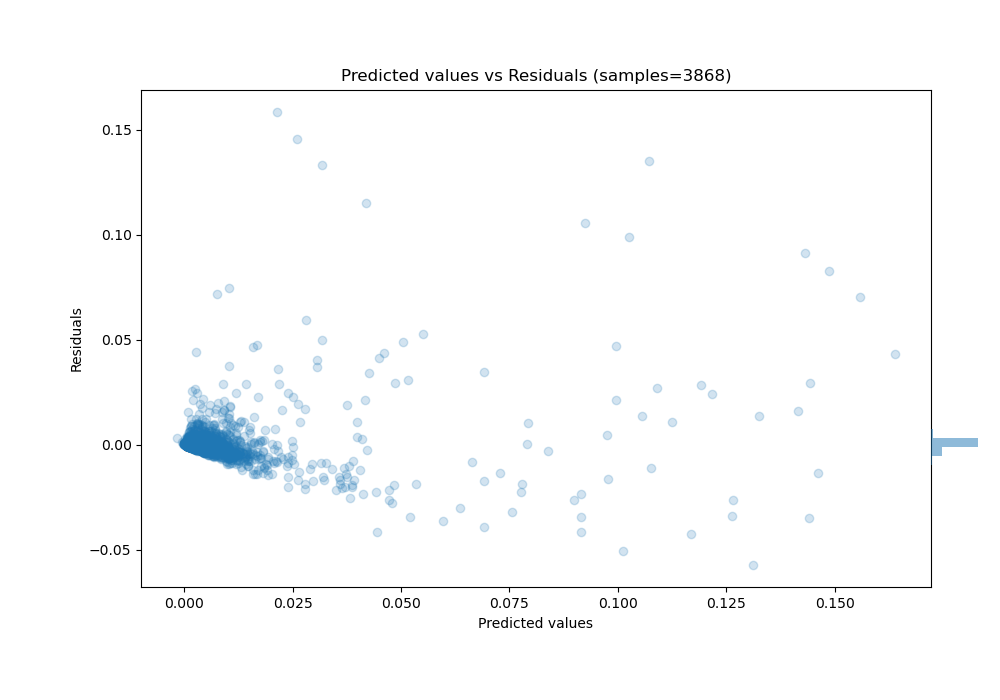 Predicted values vs Residuals (samples=3868)
0.15
0.10
0.05
0.00
−0.05
Residuals
0.000 0.025 0.050 0.075 0.100 0.125 0.150
Predicted values